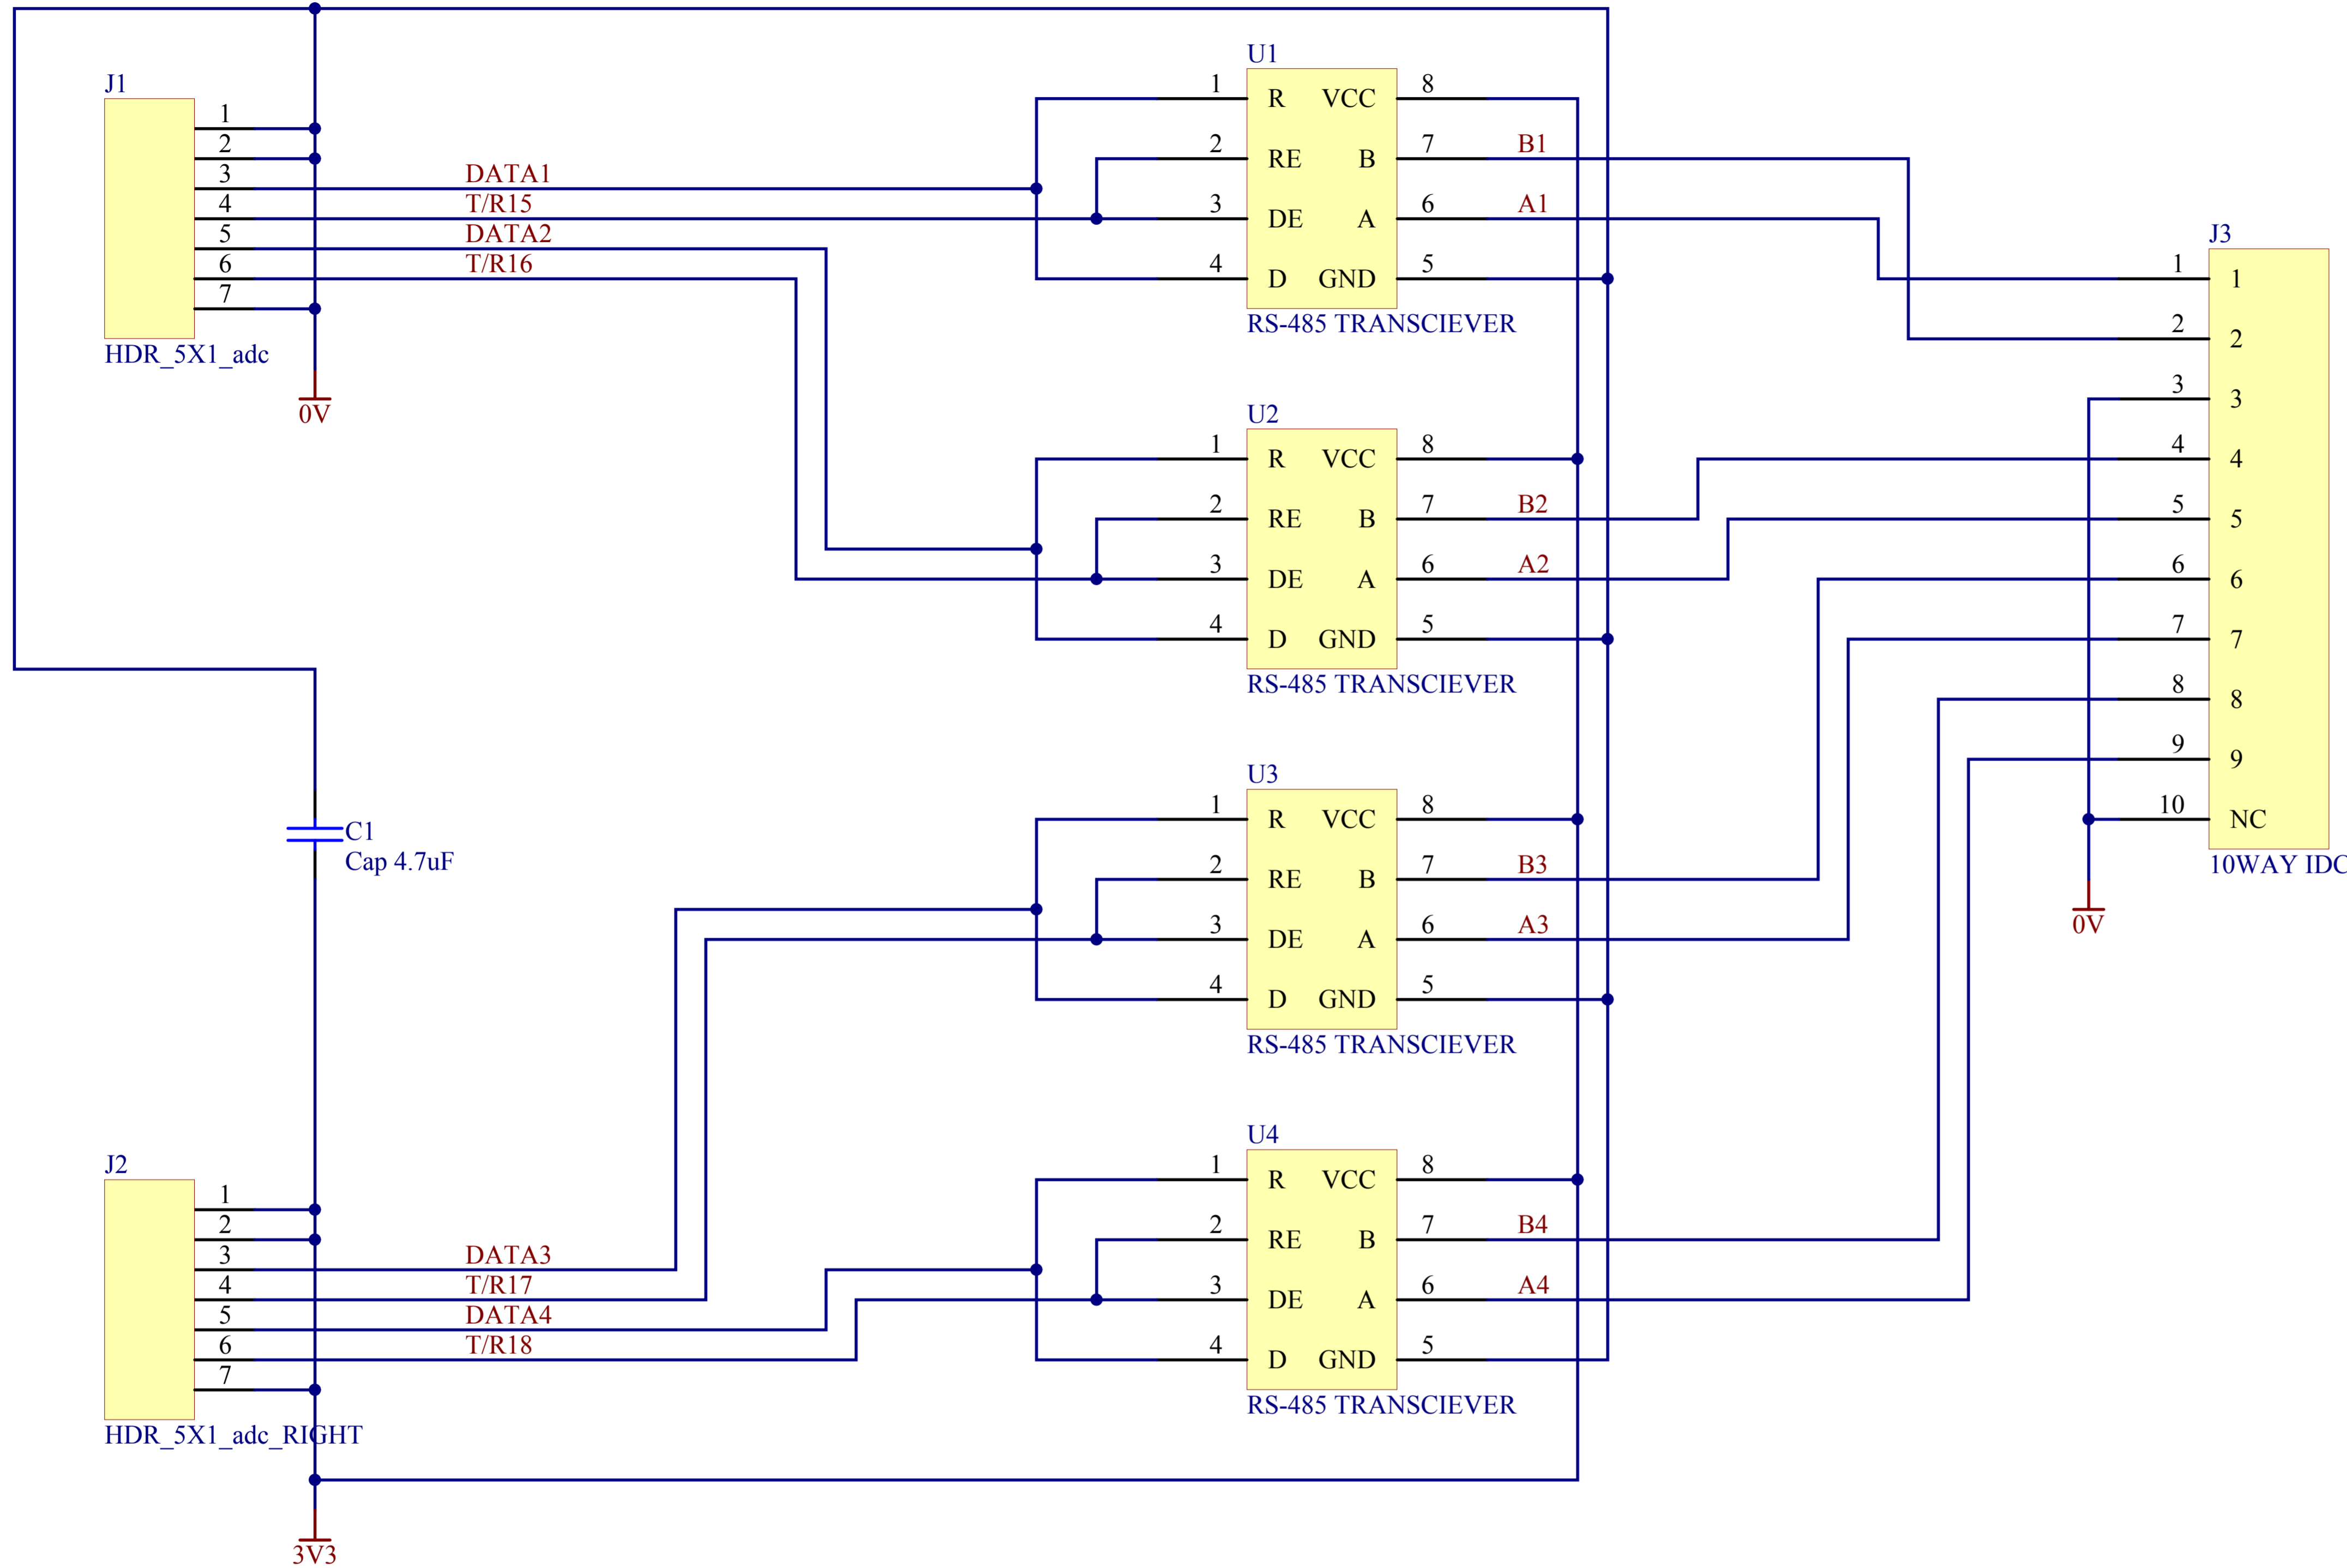 J1
1
2
3
4
5
6
7
HDR_5X1_adc
0V
DATA1
T/R15
DATA2
T/R16
U1
1 R VCC 8
2 RE B 7 B1
3 DE A 6 A1
4 D GND 5
RS-485 TRANSCIEVER
U2
1 R VCC 8
2 RE B 7 B2
3 DE A 6 A2
4 D GND 5
RS-485 TRANSCIEVER
C1
Cap 4.7uF
U3
1 R VCC 8
2 RE B 7 B3
3 DE A 6 A3
4 D GND 5
RS-485 TRANSCIEVER
J2
1
2
3
4
5
6
7
HDR_5X1_adc_RIGHT
3V3
DATA3
T/R17
DATA4
T/R18
U4
1 R VCC 8
2 RE B 7 B4
3 DE A 6 A4
4 D GND 5
RS-485 TRANSCIEVER
J3
1 1
2 2
3 3
4 4
5 5
6 6
7 7
8 8
9 9
10 NC
10WAY IDC
0V